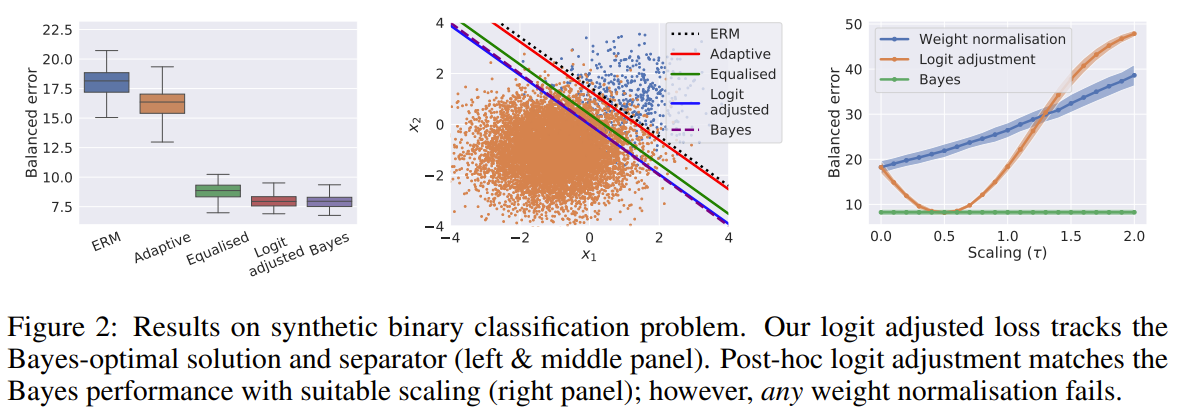 22.5
20.0
17.5
15.0
12.5
10.0
7.5
Balanced error
ERM
Adaptive
Equalised
Logit
adjusted
Bayes
4
2
0
−2
−4
x2
−4
−2
0
2
4
x1
ERM
Adaptive
Equalised
Logit
adjusted
Bayes
50
40
30
20
10
Balanced error
Weight normalisation
Logit adjustment
Bayes
0.0
0.5
1.0
1.5
2.0
Scaling (τ)
Figure 2: Results on synthetic binary classification problem. Our logit adjusted loss tracks the
Bayes-optimal solution and separator (left & middle panel). Post-hoc logit adjustment matches the
Bayes performance with suitable scaling (right panel); however, any weight normalisation fails.